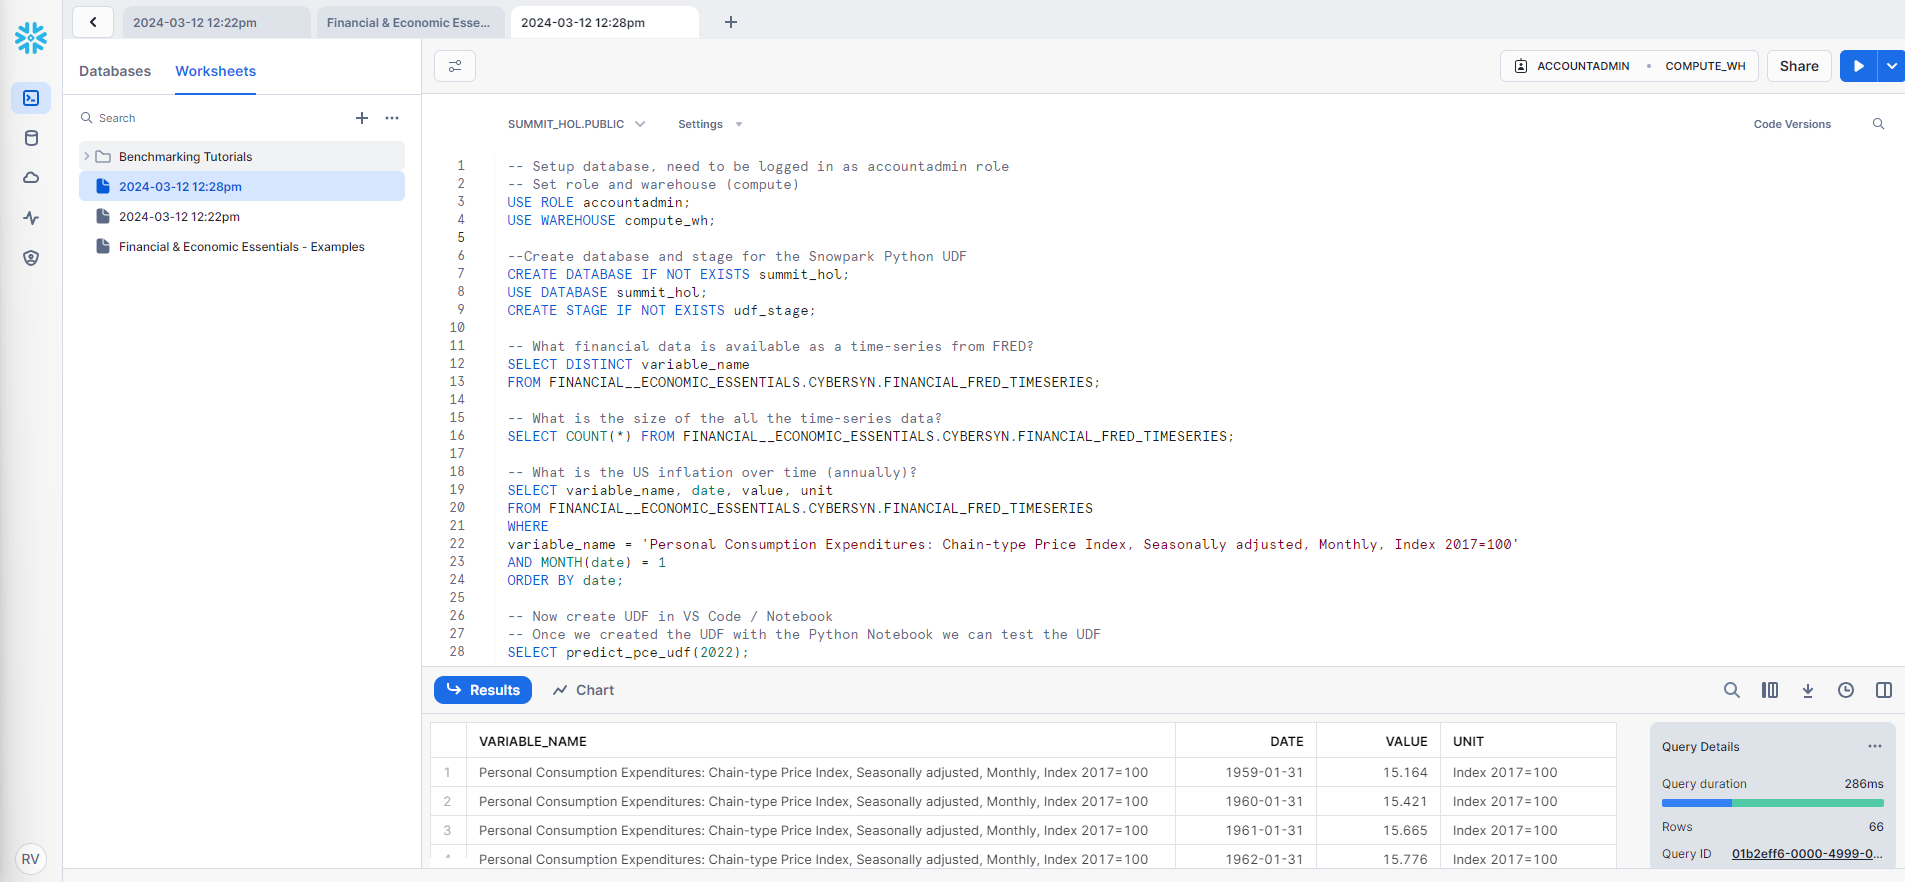 2024-03-12 12:22pm
Financial & Economic Esse...
2024-03-12 12:28pm
Databases
Worksheets
ACCOUNTADMIN
COMPUTE_WH
Share
Search
Benchmarking Tutorials
2024-03-12 12:28pm
2024-03-12 12:22pm
Financial & Economic Essentials - Examples
RV
SUMMIT_HOL.PUBLIC
Settings
Code Versions
1 -- Setup database, need to be logged in as accountadmin role
2 -- Set role and warehouse (compute)
3 USE ROLE accountadmin;
4 USE WAREHOUSE compute_wh;
5
6 --Create database and stage for the Snowpark Python UDF
7 CREATE DATABASE IF NOT EXISTS summit_hol;
8 USE DATABASE summit_hol;
9 CREATE STAGE IF NOT EXISTS udf_stage;
10
11 -- What financial data is available as a time-series from FRED?
12 SELECT DISTINCT variable_name
13 FROM FINANCIAL__ECONOMIC_ESSENTIALS.CYBERSYN.FINANCIAL_FRED_TIMESERIES;
14
15 -- What is the size of the all the time-series data?
16 SELECT COUNT(*) FROM FINANCIAL__ECONOMIC_ESSENTIALS.CYBERSYN.FINANCIAL_FRED_TIMESERIES;
17
18 -- What is the US inflation over time (annually)?
19 SELECT variable_name, date, value, unit
20 FROM FINANCIAL__ECONOMIC_ESSENTIALS.CYBERSYN.FINANCIAL_FRED_TIMESERIES
21 WHERE
22 variable_name = 'Personal Consumption Expenditures: Chain-type Price Index, Seasonally adjusted, Monthly, Index 2017=100'
23 AND MONTH(date) = 1
24 ORDER BY date;
25
26 -- Now create UDF in VS Code / Notebook
27 -- Once we created the UDF with the Python Notebook we can test the UDF
28 SELECT predict_pce_udf(2022);
Results
Chart
VARIABLE_NAME DATE VALUE UNIT
1 Personal Consumption Expenditures: Chain-type Price Index, Seasonally adjusted, Monthly, Index 2017=100 1959-01-31 15.164 Index 2017=100
2 Personal Consumption Expenditures: Chain-type Price Index, Seasonally adjusted, Monthly, Index 2017=100 1960-01-31 15.421 Index 2017=100
3 Personal Consumption Expenditures: Chain-type Price Index, Seasonally adjusted, Monthly, Index 2017=100 1961-01-31 15.665 Index 2017=100
Personal Consumption Expenditures: Chain-type Price Index, Seasonally adjusted, Monthly, Index 2017=100 1962-01-31 15.776 Index 2017=100
Query Details ...
Query duration 286ms
Rows 66
Query ID 01b2eff6-0000-4999-0...